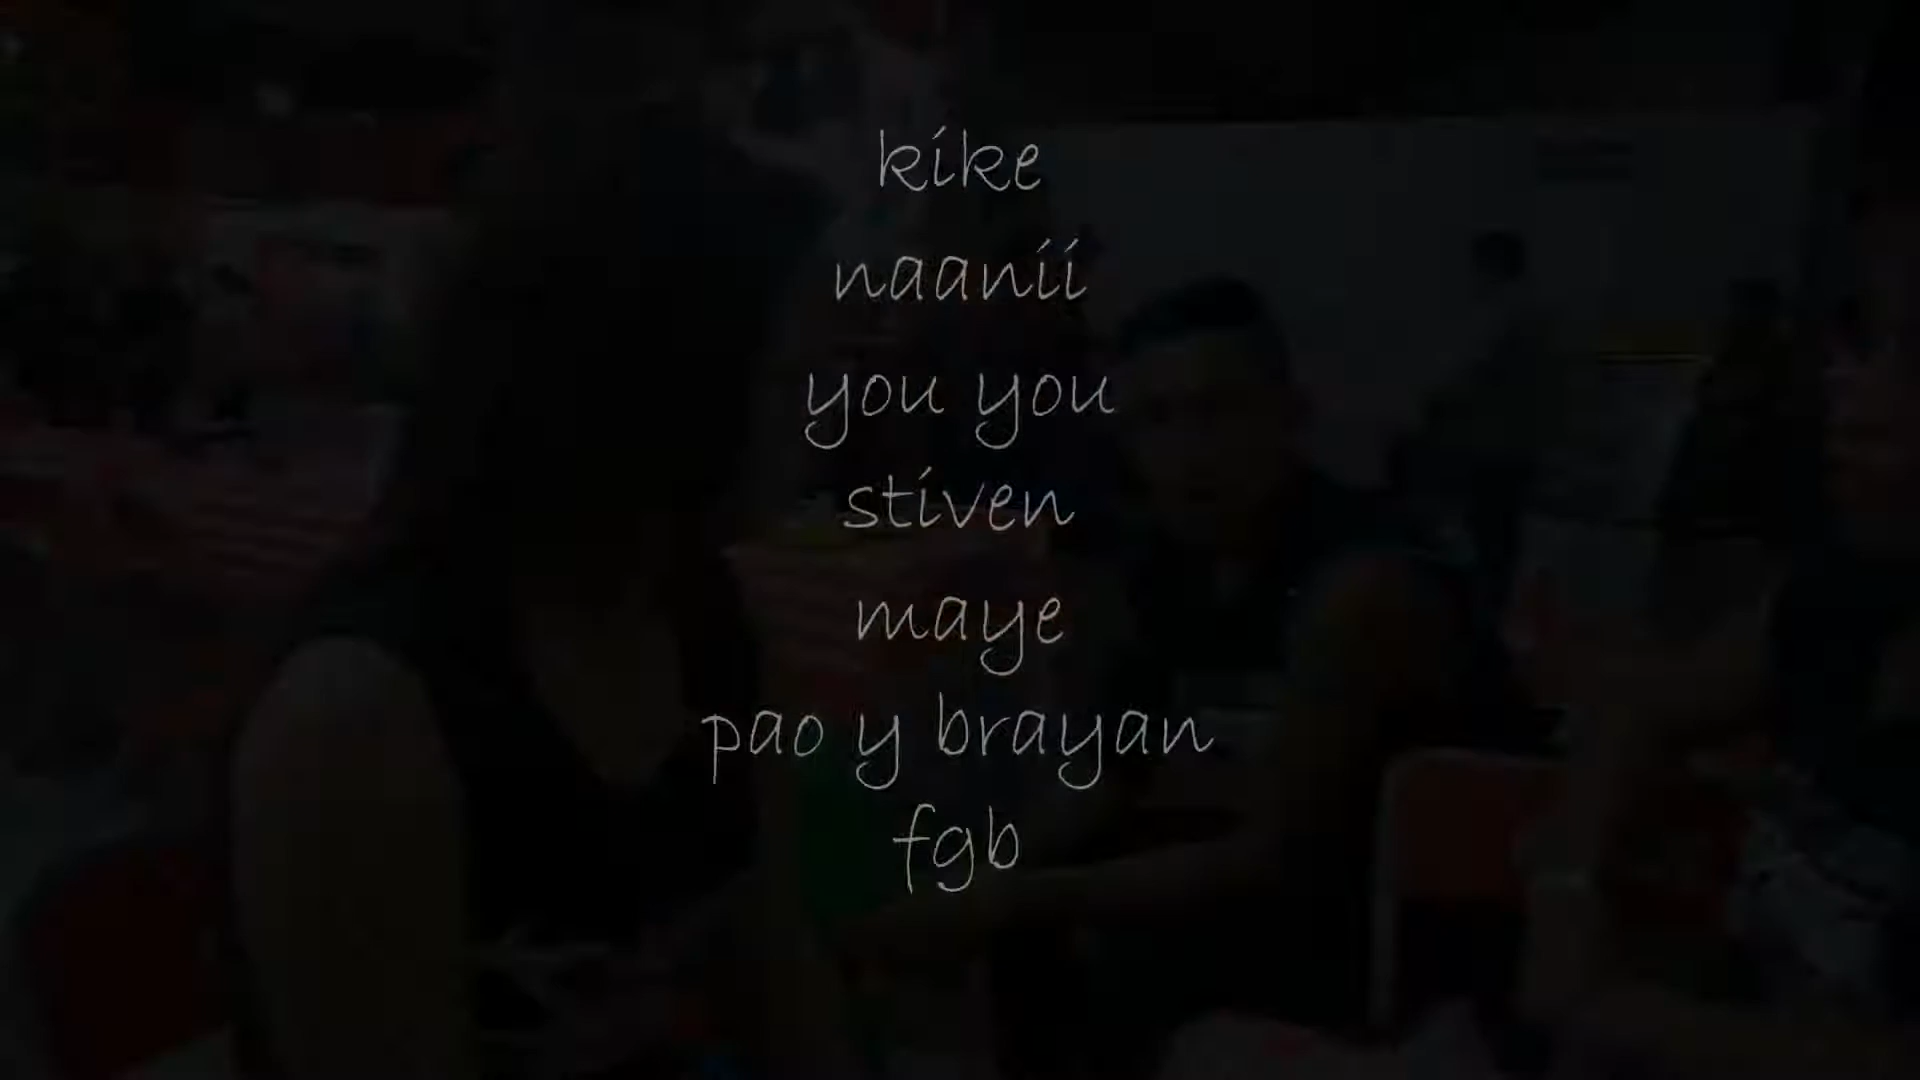 kike
naanii
you you
stiven
maye
pao y brayan
fgb